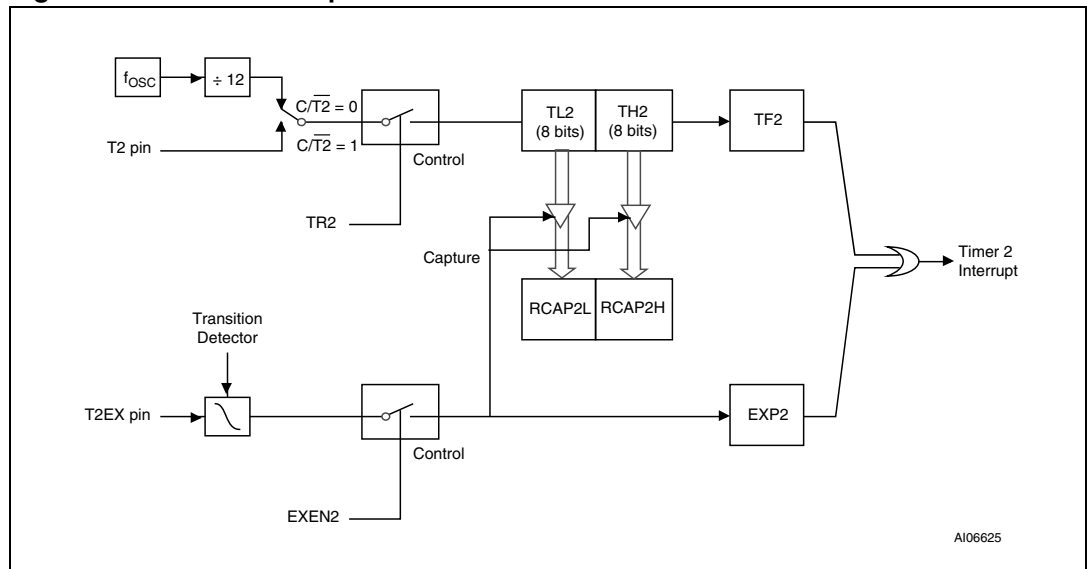 fOSC
÷ 12
C/T2 = 0
T2 pin
C/T2 = 1
Control
TR2
TL2
(8 bits)
TH2
(8 bits)
TF2
Capture
RCAP2L
RCAP2H
Timer 2
Interrupt
Transition
Detector
T2EX pin
Control
EXEN2
EXP2
AI06625